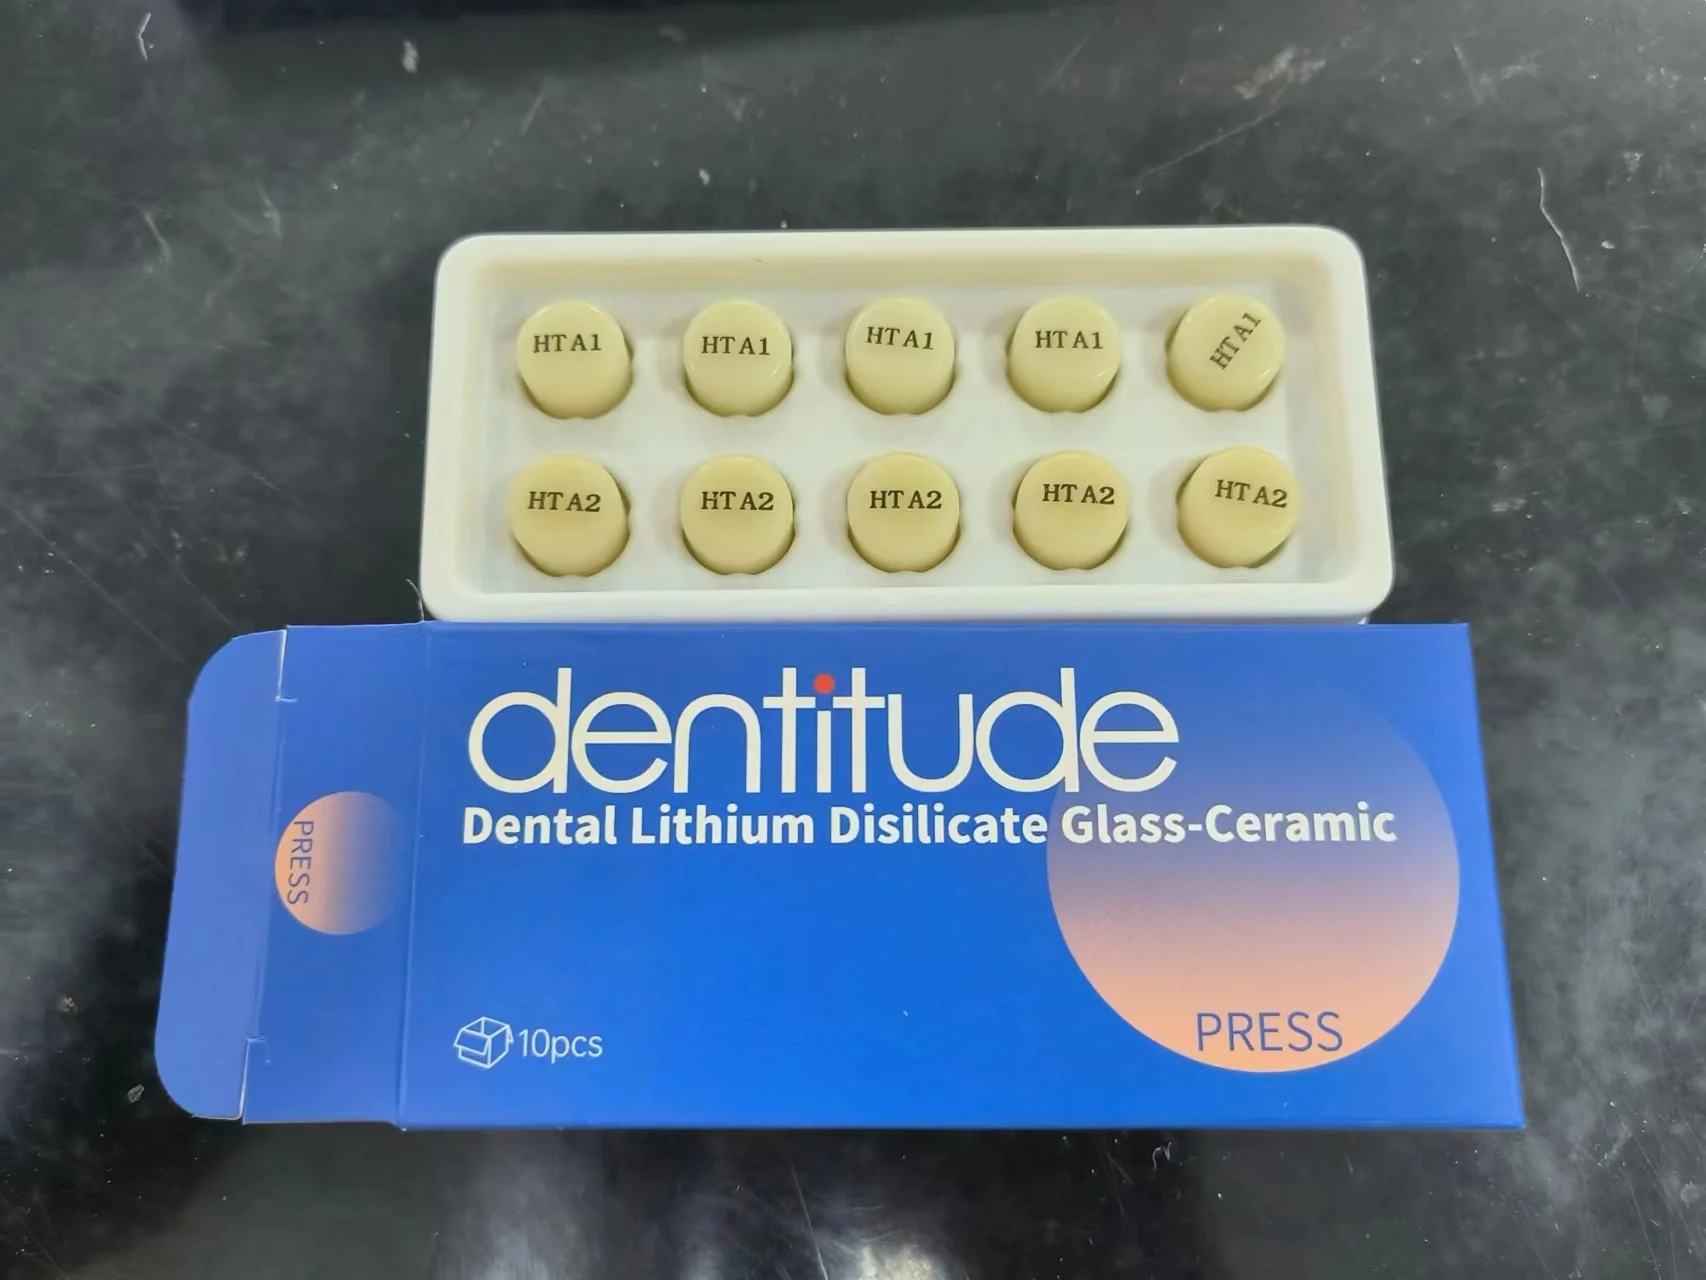 HT A1
HT A1
HT A1
HT A1
HT A1
HT A2
HT A2
HT A2
HT A2
HT A2
dentitude
Dental Lithium Disilicate Glass-Ceramic
PRESS
10pcs
PRESS